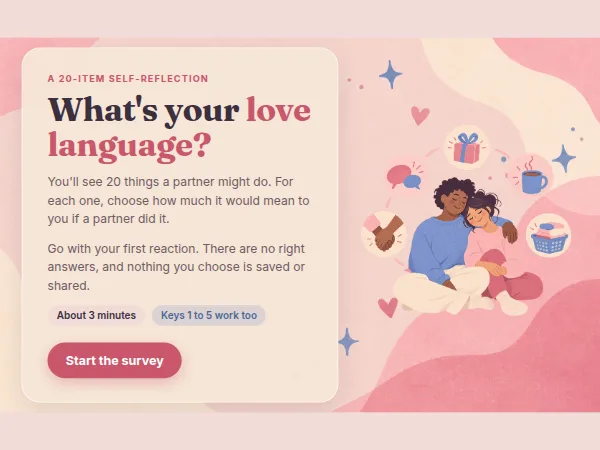 A 20-ITEM SELF-REFLECTION
What's your love
language?
You'll see 20 things a partner might do. For
each one, choose how much it would mean to
you if a partner did it.
Go with your first reaction. There are no right
answers, and nothing you choose is saved or
shared.
About 3 minutes
Keys 1 to 5 work too
Start the survey